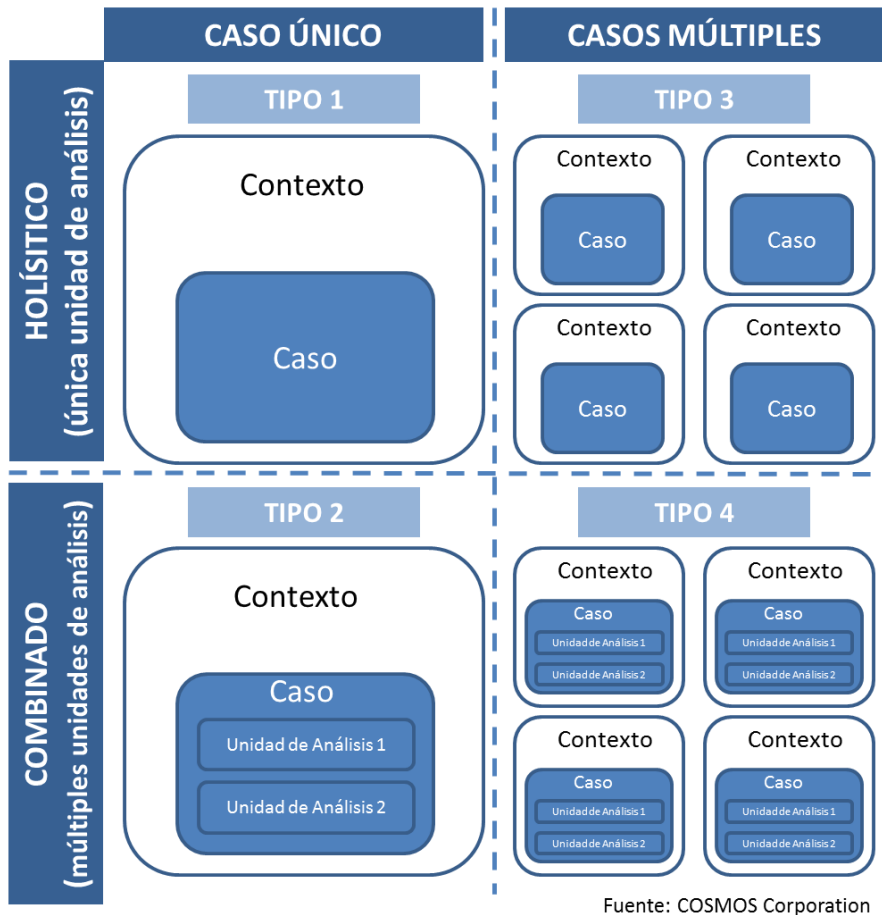 CASO ÚNICO
CASOS MÚLTIPLES
HOLÍSITICO
(única unidad de análisis)
TIPO 1
Contexto
Caso
TIPO 3
Contexto
Caso
Contexto
Caso
Contexto
Caso
Contexto
Caso
COMBINADO
(múltiples unidades de análisis)
TIPO 2
Contexto
Caso
Unidad de Análisis 1
Unidad de Análisis 2
TIPO 4
Contexto
Caso
Unidad de Análisis 1
Unidad de Análisis 2
Contexto
Caso
Unidad de Análisis 1
Unidad de Análisis 2
Contexto
Caso
Unidad de Análisis 1
Unidad de Análisis 2
Contexto
Caso
Unidad de Análisis 1
Unidad de Análisis 2
Fuente: COSMOS Corporation